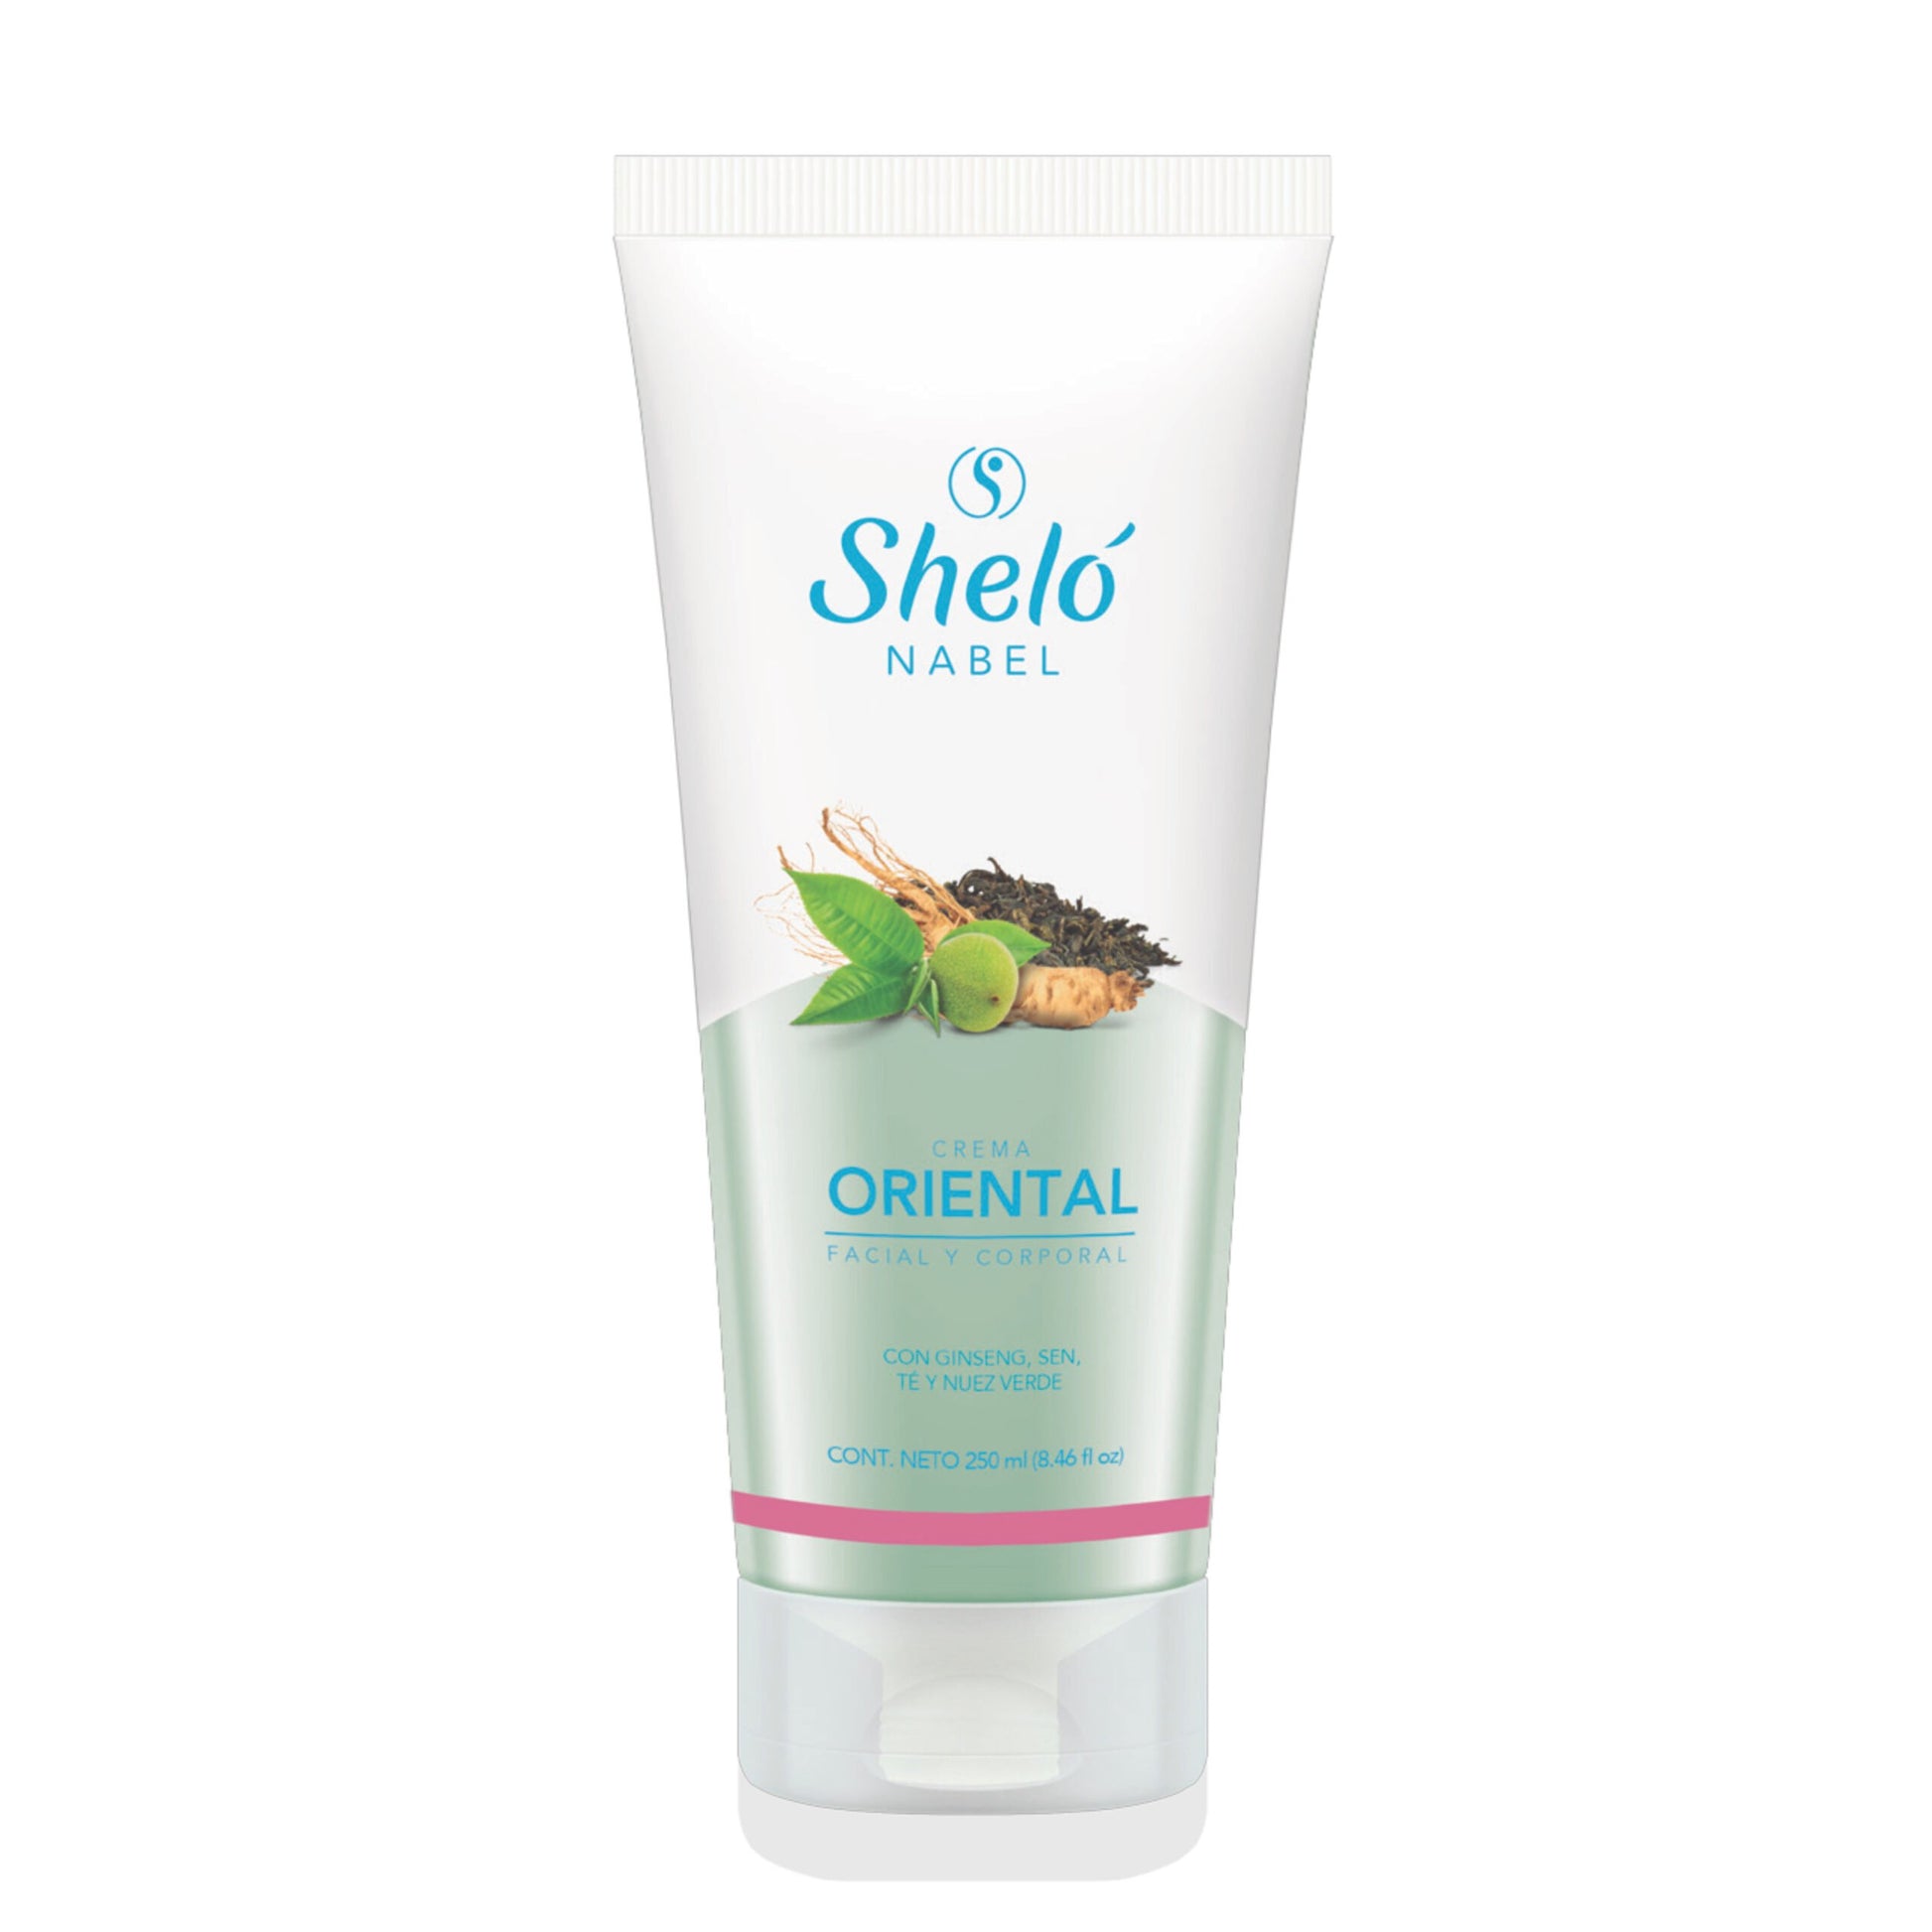 Sheló
NABEL
CREMA
ORIENTAL
FACIAL Y CORPORAL
CON GINSENG, SEN,
TÉ Y NUEZ VERDE
CONT. NETO 250 ml (8.46 fl oz)